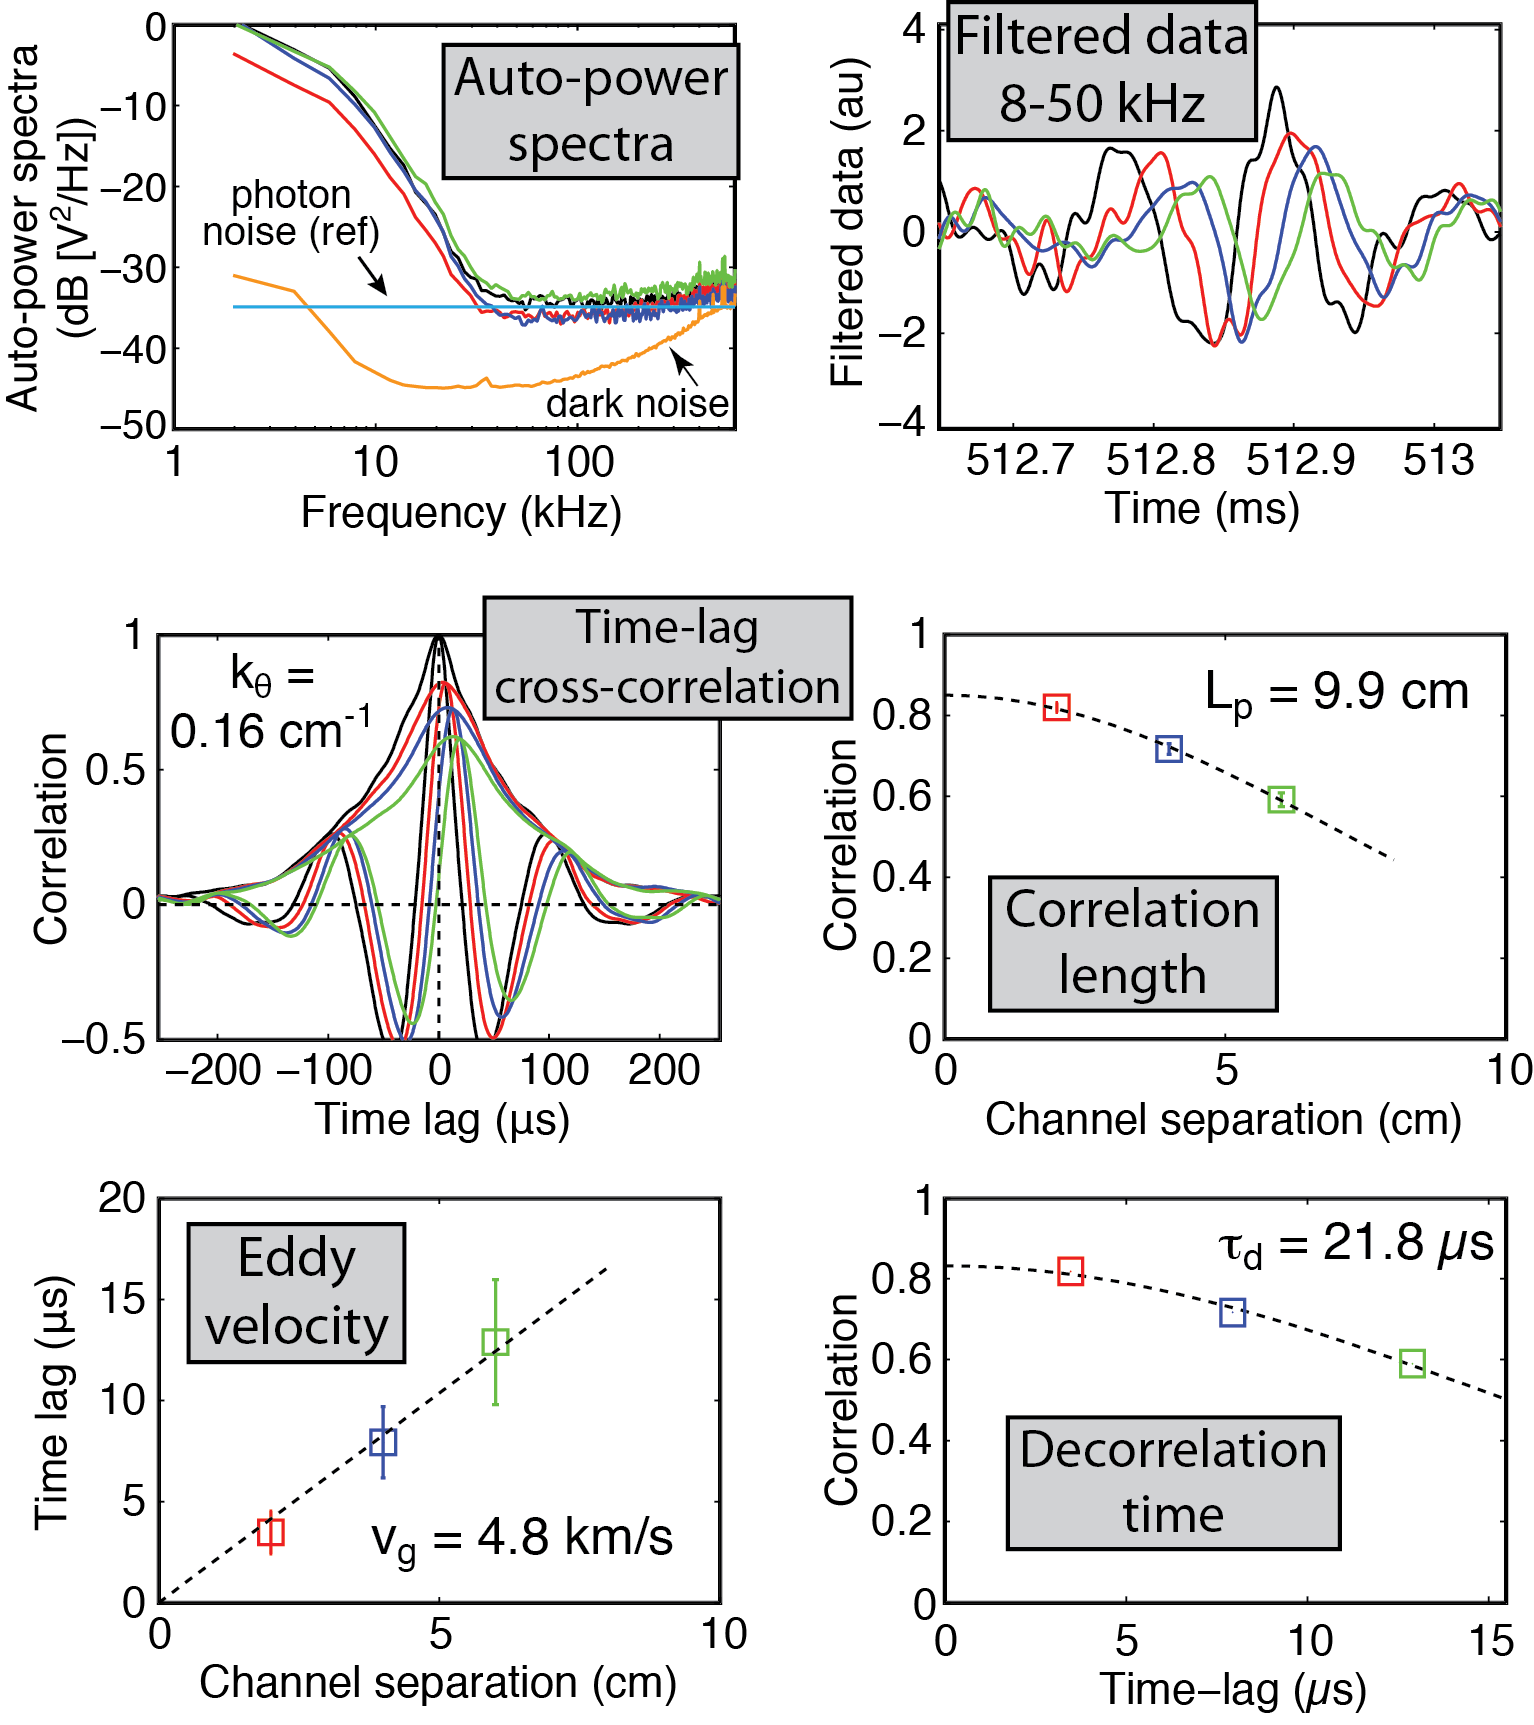 Auto-power spectra
(dB [V²/Hz])
0
−10
−20
−30
−40
−50
Auto-power
spectra
photon
noise (ref)
dark noise
1
10
100
Frequency (kHz)
Filtered data (au)
4
2
0
−2
−4
Filtered data
8-50 kHz
512.7
512.8
512.9
513
Time (ms)
Correlation
1
0.5
0
−0.5
kθ =
0.16 cm⁻¹
Time-lag
cross-correlation
−200
−100
0
100
200
Time lag (µs)
Correlation
1
0.8
0.6
0.4
0.2
0
Lp = 9.9 cm
Correlation
length
0
5
10
Channel separation (cm)
Time lag (µs)
20
15
10
5
0
Eddy
velocity
vg = 4.8 km/s
0
5
10
Channel separation (cm)
Correlation
1
0.8
0.6
0.4
0.2
0
τd = 21.8 µs
Decorrelation
time
0
5
10
15
Time−lag (µs)